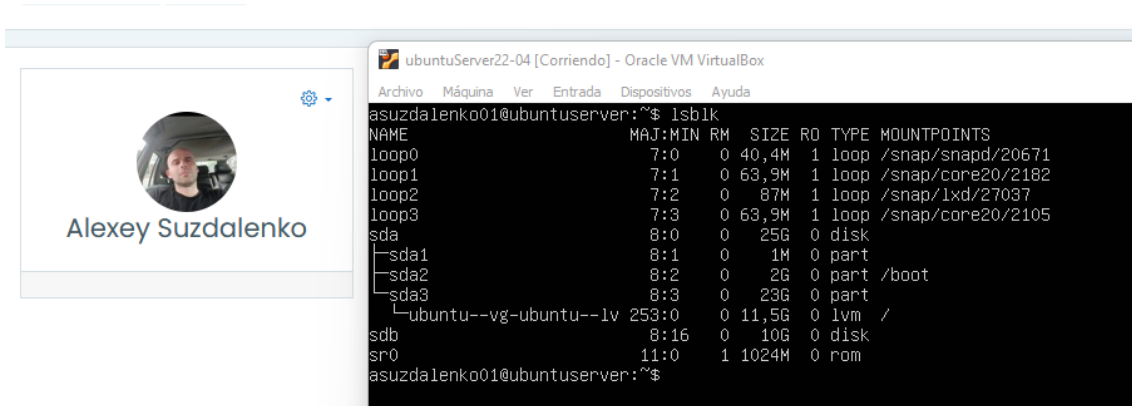 Alexey Suzdalenko
ubuntuServer22-04 [Corriendo] - Oracle VM VirtualBox
Archivo Máquina Ver Entrada Dispositivos Ayuda
asuzdalenko01@ubuntuserver:~$ lsblk
NAME MAJ:MIN RM SIZE RO TYPE MOUNTPOINTS
loop0 7:0 0 40,4M 1 loop /snap/snapd/20671
loop1 7:1 0 63,9M 1 loop /snap/core20/2182
loop2 7:2 0 87M 1 loop /snap/lxd/27037
loop3 7:3 0 63,9M 1 loop /snap/core20/2105
sda 8:0 0 25G 0 disk
├─sda1 8:1 0 1M 0 part
├─sda2 8:2 0 2G 0 part /boot
└─sda3 8:3 0 23G 0 part
  └─ubuntu--vg-ubuntu--lv 253:0 0 11,5G 0 lvm /
sdb 8:16 0 10G 0 disk
sr0 11:0 1 1024M 0 rom
asuzdalenko01@ubuntuserver:~$